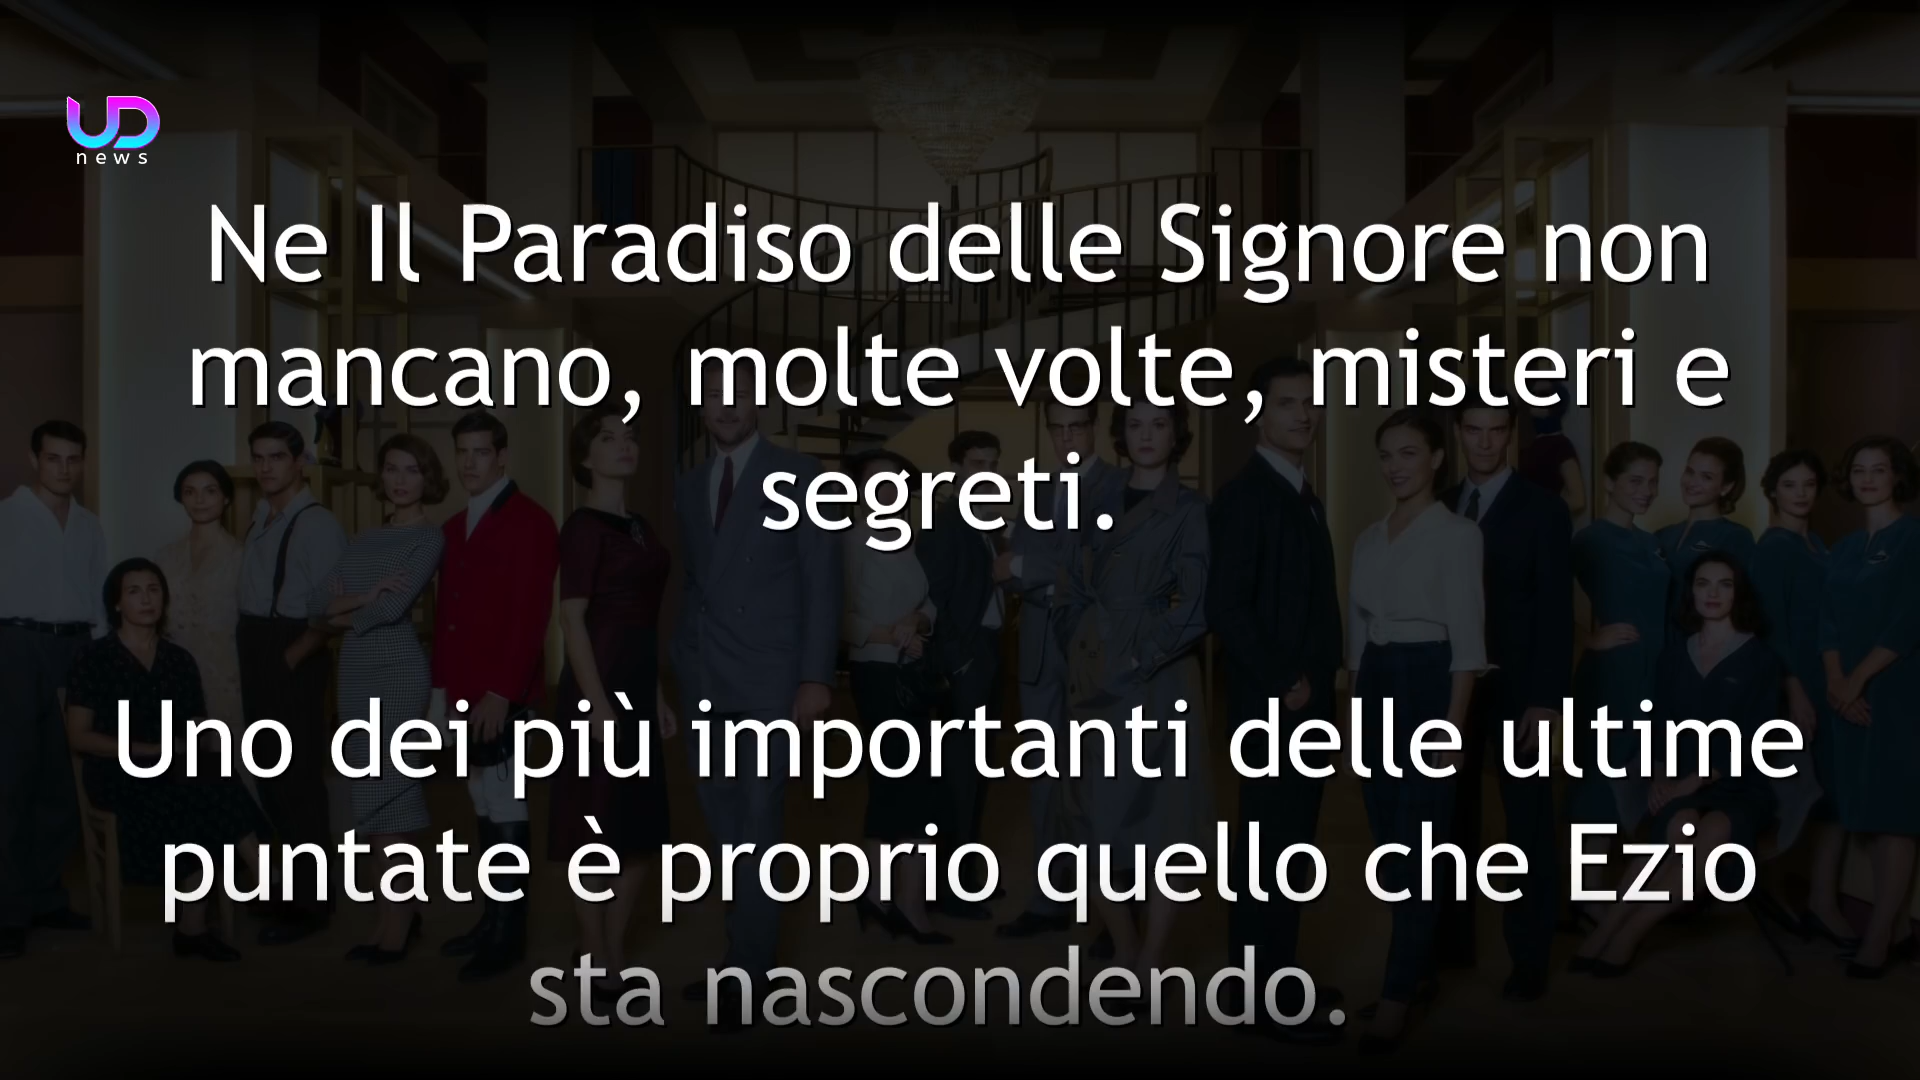 UD
news
Ne Il Paradiso delle Signore non
mancano, molte volte, misteri e
segreti.
Uno dei più importanti delle ultime
puntate è proprio quello che Ezio
sta nascondendo.